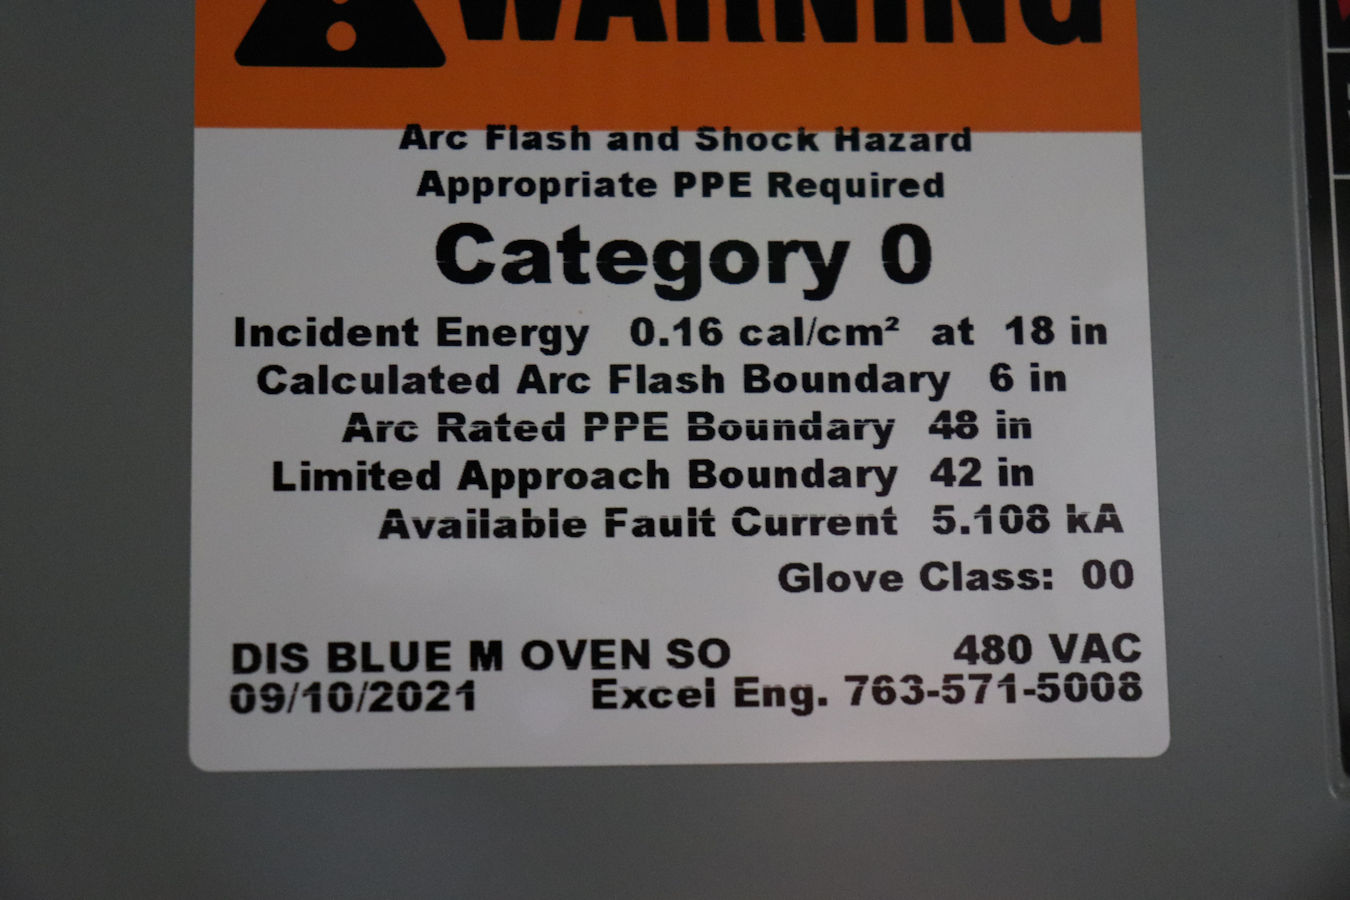 WARNING
Arc Flash and Shock Hazard
Appropriate PPE Required
Category 0
Incident Energy 0.16 cal/cm² at 18 in
Calculated Arc Flash Boundary 6 in
Arc Rated PPE Boundary 48 in
Limited Approach Boundary 42 in
Available Fault Current 5.108 kA
Glove Class: 00
DIS BLUE M OVEN SO 480 VAC
09/10/2021 Excel Eng. 763-571-5008